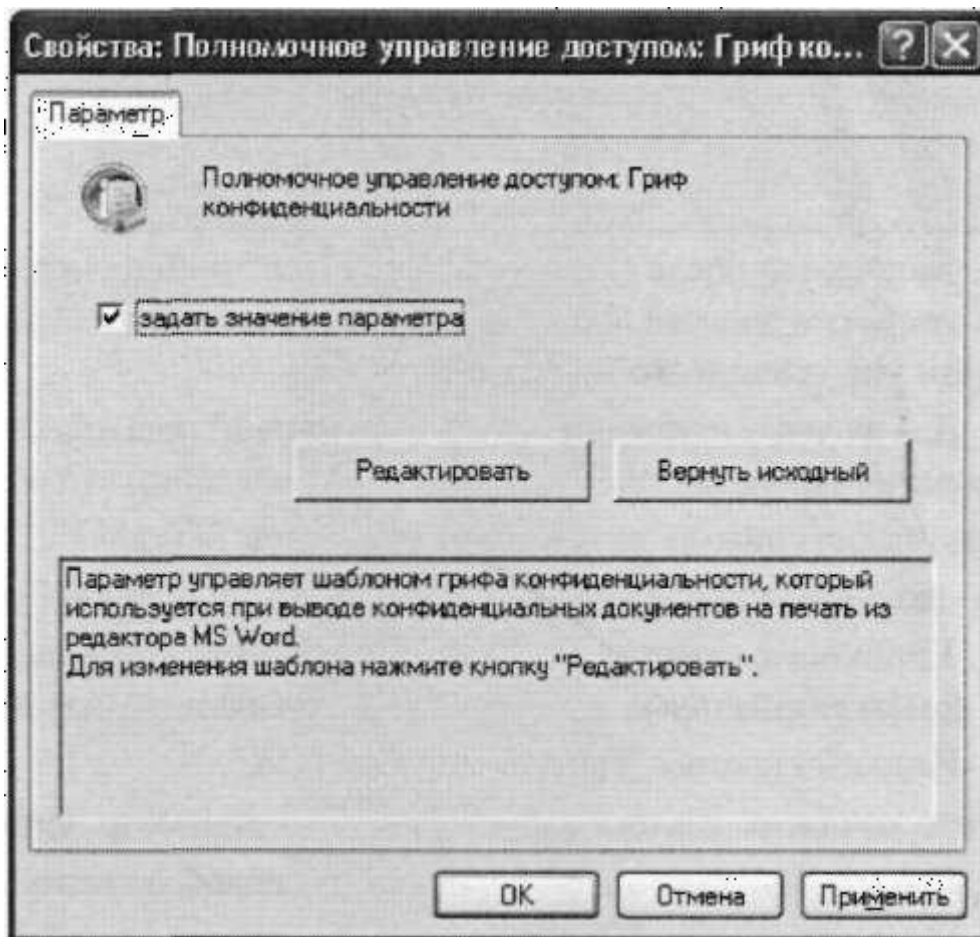 Свойства: Полномочное управление доступом: Гриф ко...
Параметр
Полномочное управление доступом: Гриф
конфиденциальности
задать значение параметра
Редактировать
Вернуть исходный
Параметр управляет шаблоном грифа конфиденциальности, который
используется при выводе конфиденциальных документов на печать из
редактора MS Word.
Для изменения шаблона нажмите кнопку "Редактировать".
ОК
Отмена
Применить